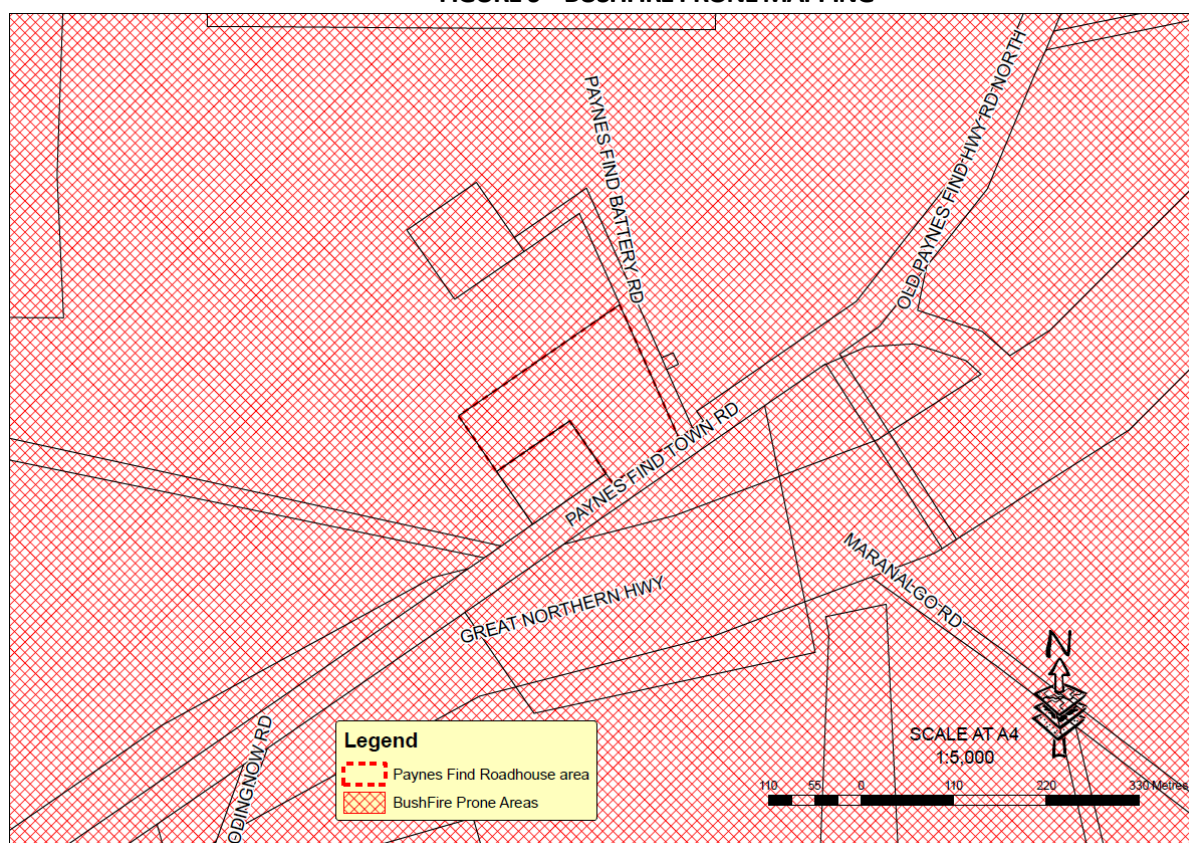 PAYNES FIND BATTERY RD
OLD PAYNES FIND HWY RD NORTH
PAYNES FIND TOWN RD
GREAT NORTHERN HWY
MARANALGO RD
ODINGNOW RD
N
SCALE AT A4
1:5,000
110 55 0 110 220 330 Metres
Legend
Paynes Find Roadhouse area
BushFire Prone Areas